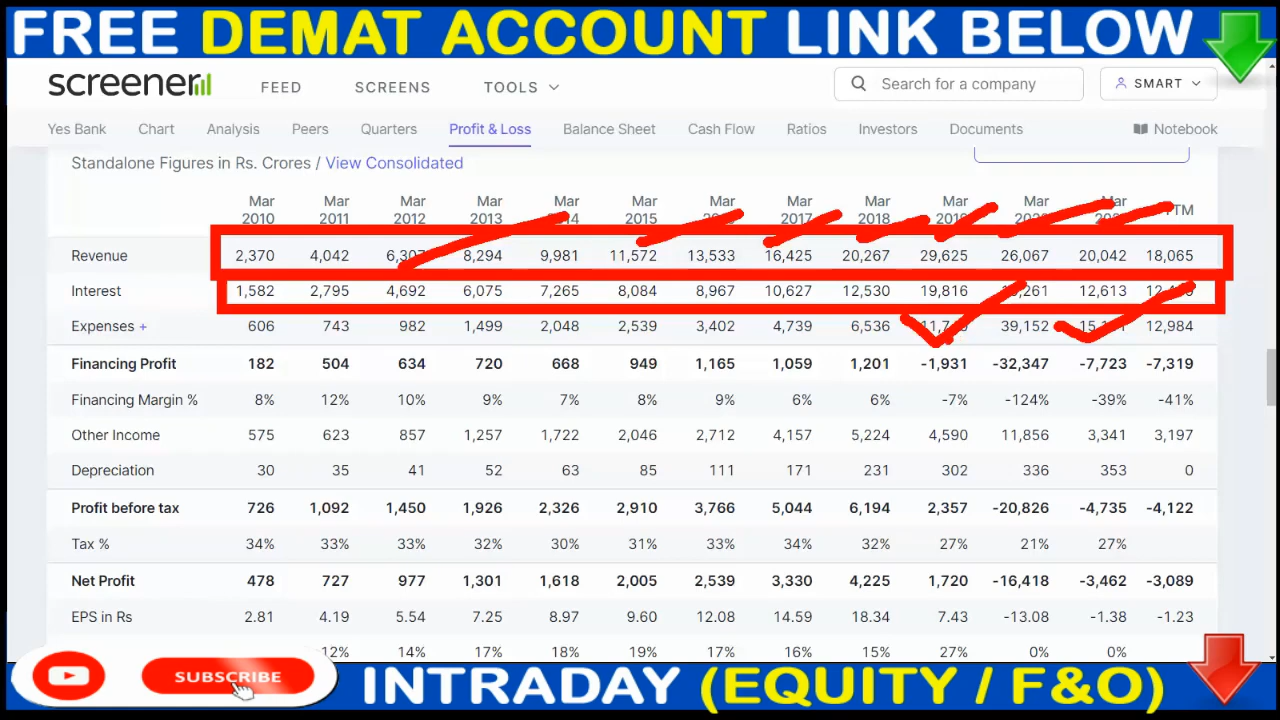 FREE DEMAT ACCOUNT LINK BELOW
screener FEED SCREENS TOOLS Search for a company SMART
Yes Bank Chart Analysis Peers Quarters Profit & Loss Balance Sheet Cash Flow Ratios Investors Documents Notebook
Standalone Figures in Rs. Crores / View Consolidated
Mar Mar Mar Mar Mar Mar Mar Mar Mar Mar Mar Mar
2010 2011 2012 2013 2014 2015 2017 2018
Revenue 2,370 4,042 8,294 9,981 11,572 13,533 16,425 20,267 29,625 26,067 20,042 18,065
Interest 1,582 2,795 4,692 6,075 7,265 8,084 8,967 10,627 12,530 19,816 12,613
Expenses + 606 743 982 1,499 2,048 2,539 3,402 4,739 6,536 39,152 12,984
Financing Profit 182 504 634 720 668 949 1,165 1,059 1,201 -1,931 -32,347 -7,723 -7,319
Financing Margin % 8% 12% 10% 9% 7% 8% 9% 6% 6% -7% -124% -39% -41%
Other Income 575 623 857 1,257 1,722 2,046 2,712 4,157 5,224 4,590 11,856 3,341 3,197
Depreciation 30 35 41 52 63 85 111 171 231 302 336 353 0
Profit before tax 726 1,092 1,450 1,926 2,326 2,910 3,766 5,044 6,194 2,357 -20,826 -4,735 -4,122
Tax % 34% 33% 33% 32% 30% 31% 33% 34% 32% 27% 21% 27%
Net Profit 478 727 977 1,301 1,618 2,005 2,539 3,330 4,225 1,720 -16,418 -3,462 -3,089
EPS in Rs 2.81 4.19 5.54 7.25 8.97 9.60 12.08 14.59 18.34 7.43 -13.08 -1.38 -1.23
12% 14% 17% 18% 19% 17% 16% 15% 27% 0% 0%
SUBSCRIBE INTRADAY (EQUITY / F&O)